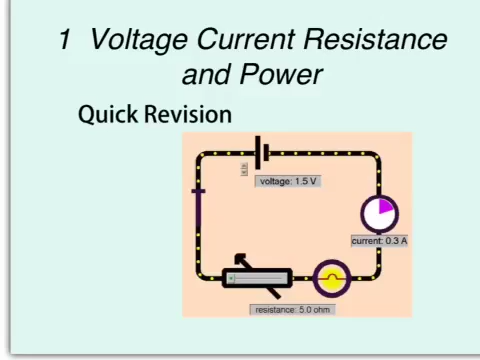 1 Voltage Current Resistance
and Power
Quick Revision
voltage: 1.5 V
current: 0.3 A
resistance: 5.0 ohm